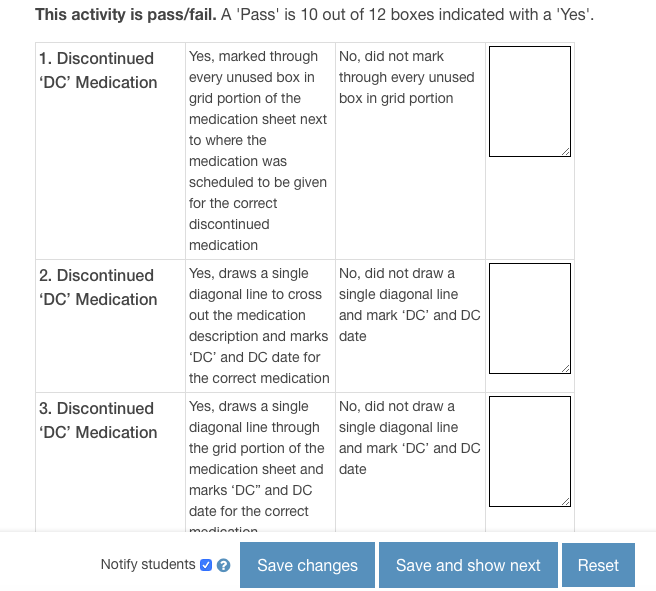 This activity is pass/fail. A 'Pass' is 10 out of 12 boxes indicated with a 'Yes'.
1. Discontinued
‘DC’ Medication
Yes, marked through
every unused box in
grid portion of the
medication sheet next
to where the
medication was
scheduled to be given
for the correct
discontinued
medication
No, did not mark
through every unused
box in grid portion
2. Discontinued
‘DC’ Medication
Yes, draws a single
diagonal line to cross
out the medication
description and marks
‘DC’ and DC date for
the correct medication
No, did not draw a
single diagonal line
and mark ‘DC’ and DC
date
3. Discontinued
‘DC’ Medication
Yes, draws a single
diagonal line through
the grid portion of the
medication sheet and
marks ‘DC” and DC
date for the correct
medication
No, did not draw a
single diagonal line
and mark ‘DC’ and DC
date
Notify students ?
Save changes
Save and show next
Reset